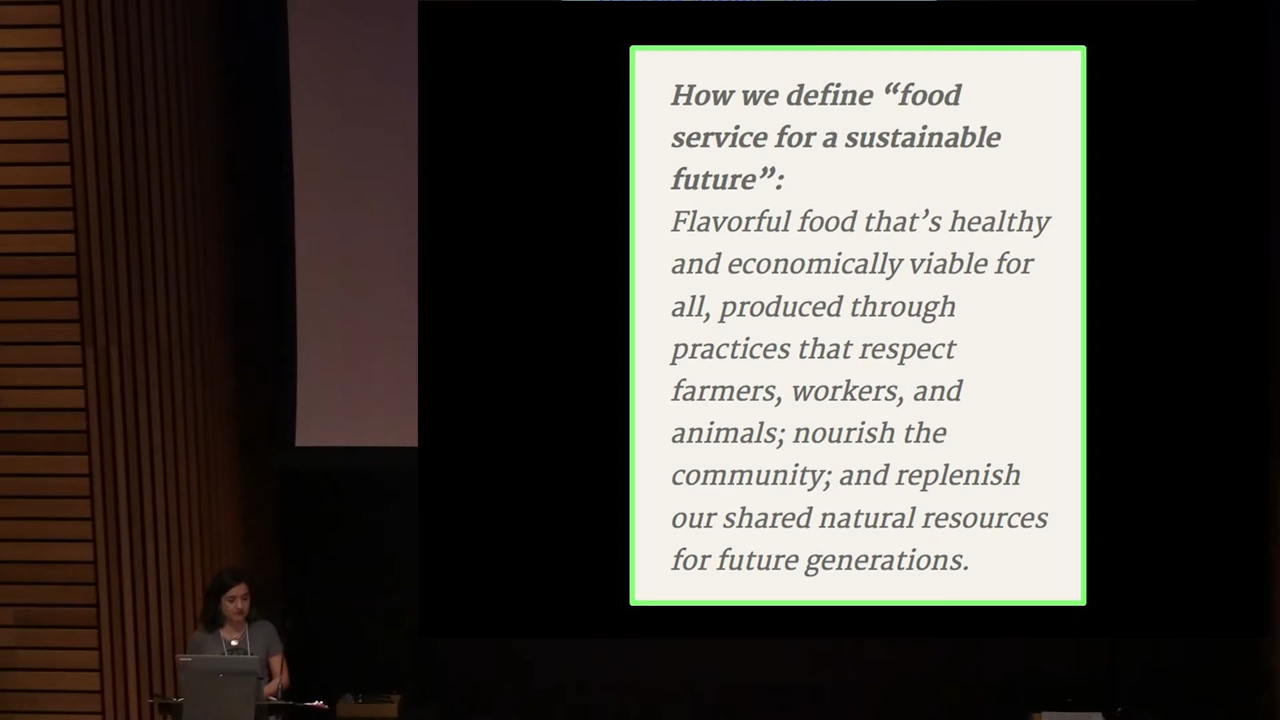 How we define “food
service for a sustainable
future”:
Flavorful food that’s healthy
and economically viable for
all, produced through
practices that respect
farmers, workers, and
animals; nourish the
community; and replenish
our shared natural resources
for future generations.